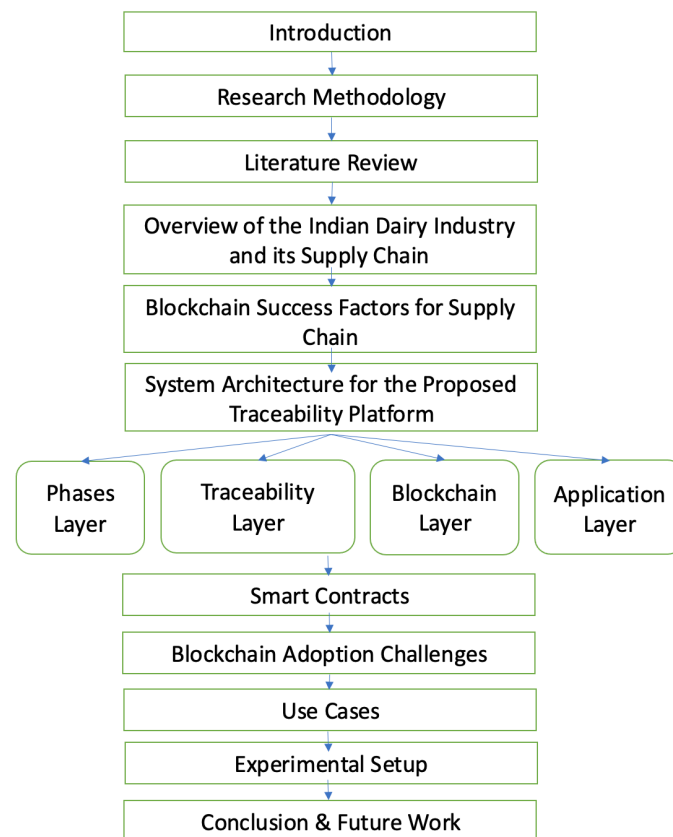 Introduction
Research Methodology
Literature Review
Overview of the Indian Dairy Industry
and its Supply Chain
Blockchain Success Factors for Supply
Chain
System Architecture for the Proposed
Traceability Platform
Phases
Layer
Traceability
Layer
Blockchain
Layer
Application
Layer
Smart Contracts
Blockchain Adoption Challenges
Use Cases
Experimental Setup
Conclusion & Future Work